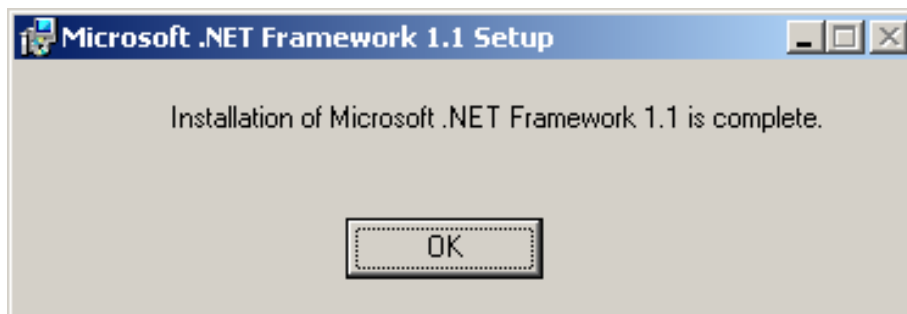 Microsoft .NET Framework 1.1 Setup
Installation of Microsoft .NET Framework 1.1 is complete.
OK